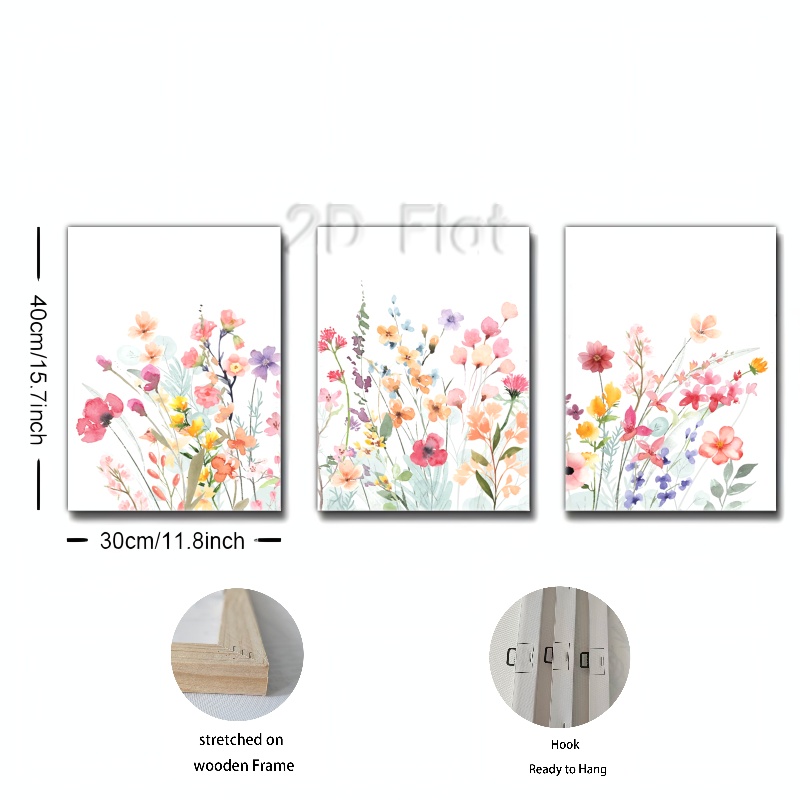 2D Flat
40cm/15.7inch
30cm/11.8inch
stretched on
wooden Frame
Hook
Ready to Hang